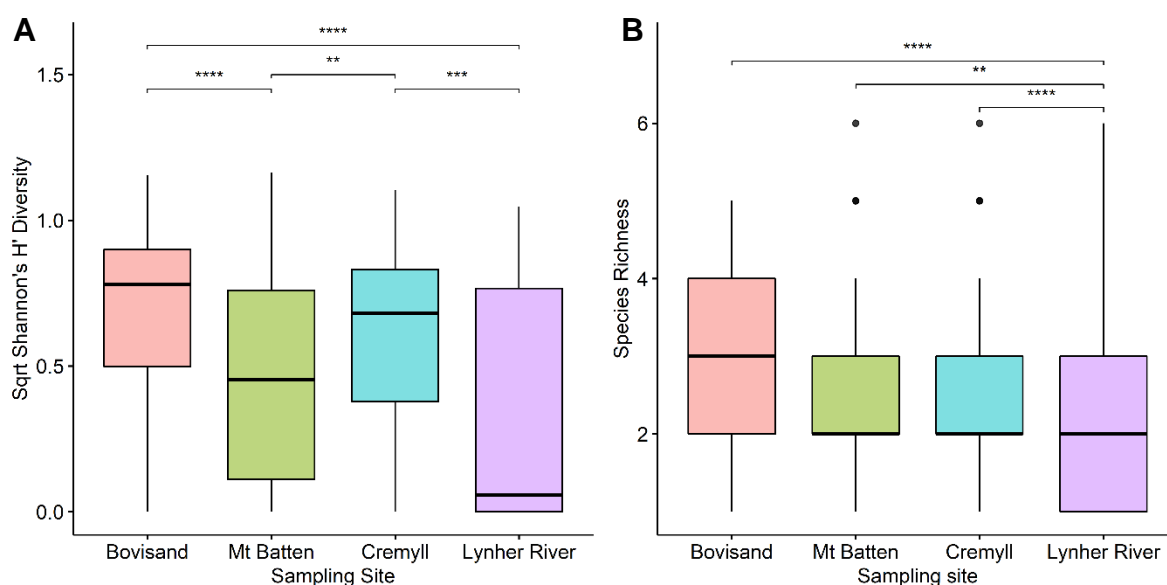 A
****
****
**
***
1.5
1.0
0.5
0.0
Sqrt Shannon's H' Diversity
Bovisand Mt Batten Cremyll Lynher River
Sampling Site
B
****
**
****
6
4
2
Species Richness
Bovisand Mt Batten Cremyll Lynher River
Sampling site